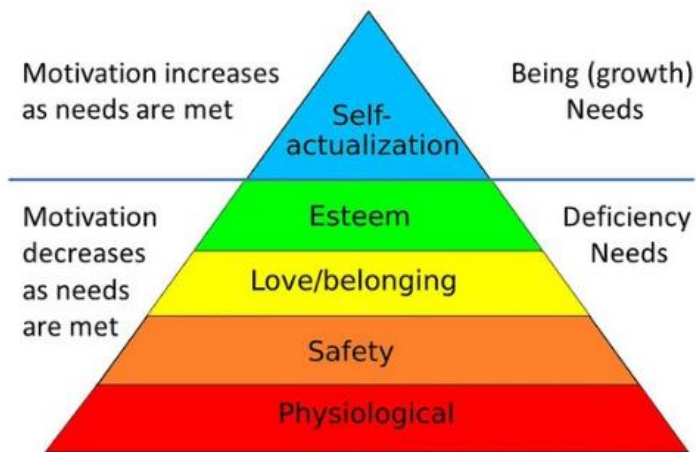 Motivation increases
as needs are met
Being (growth)
Needs
Self-
actualization
Motivation
decreases
as needs
are met
Esteem
Deficiency
Needs
Love/belonging
Safety
Physiological